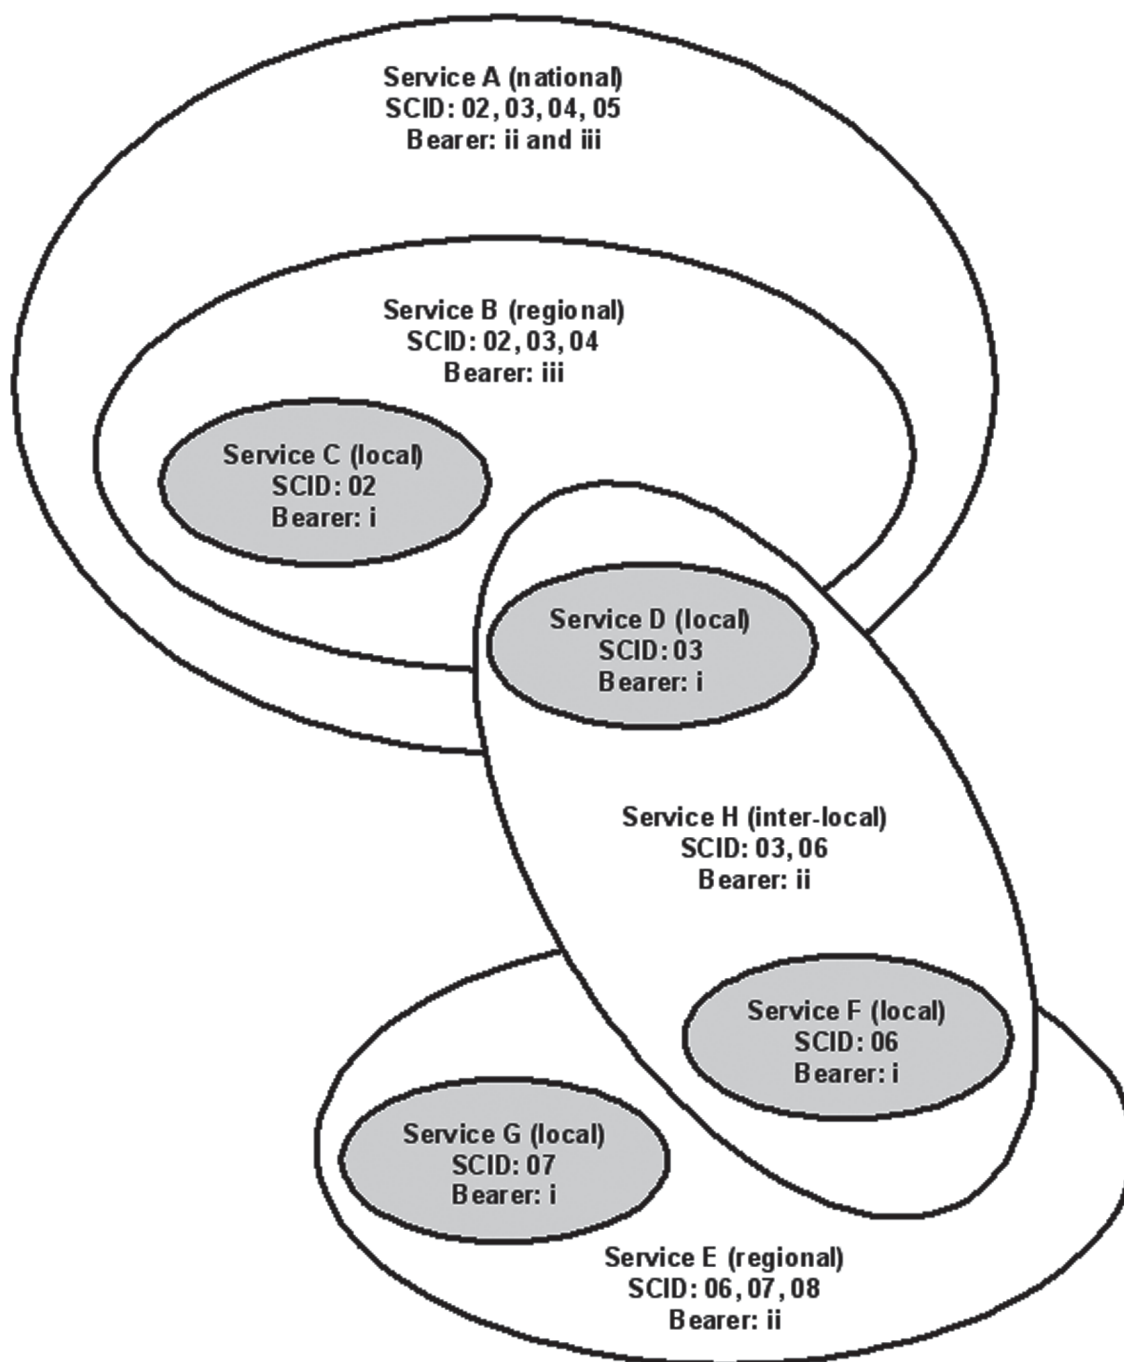 Service A (national)
SCID: 02, 03, 04, 05
Bearer: ii and iii
Service B (regional)
SCID: 02, 03, 04
Bearer: iii
Service C (local)
SCID: 02
Bearer: i
Service D (local)
SCID: 03
Bearer: i
Service H (inter-local)
SCID: 03, 06
Bearer: ii
Service F (local)
SCID: 06
Bearer: i
Service G (local)
SCID: 07
Bearer: i
Service E (regional)
SCID: 06, 07, 08
Bearer: ii